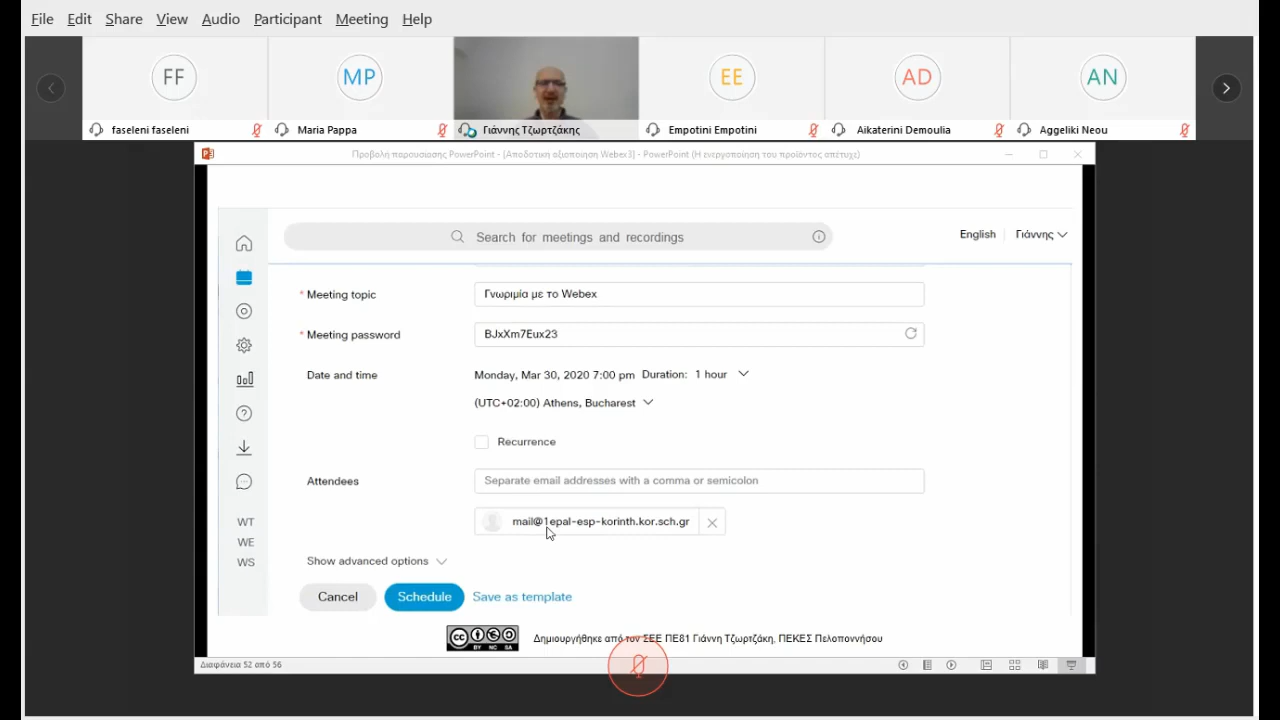 File Edit Share View Audio Participant Meeting Help
FF MP EE AD AN
faseleni faseleni Maria Pappa Γιάννης Τζωρτζάκης Empotini Empotini Aikaterini Demoulia Aggeliki Neou
Προβολή παρουσίασης PowerPoint - [Αποδοτική αξιοποίηση Webex3] - PowerPoint (Η ενεργοποίηση του προϊόντος απέτυχε)
Search for meetings and recordings
English Γιάννης
* Meeting topic Γνωριμία με το Webex
* Meeting password BJxXm7Eux23
Date and time Monday, Mar 30, 2020 7:00 pm Duration: 1 hour
(UTC+02:00) Athens, Bucharest
Recurrence
Attendees Separate email addresses with a comma or semicolon
mail@1epal-esp-korinth.kor.sch.gr
WT
WE
WS
Show advanced options
Cancel Schedule Save as template
cc BY NC SA Δημιουργήθηκε από τον ΣΕΕ ΠΕ81 Γιάννη Τζωρτζάκη, ΠΕΚΕΣ Πελοποννήσου
Διαφάνεια 52 από 56